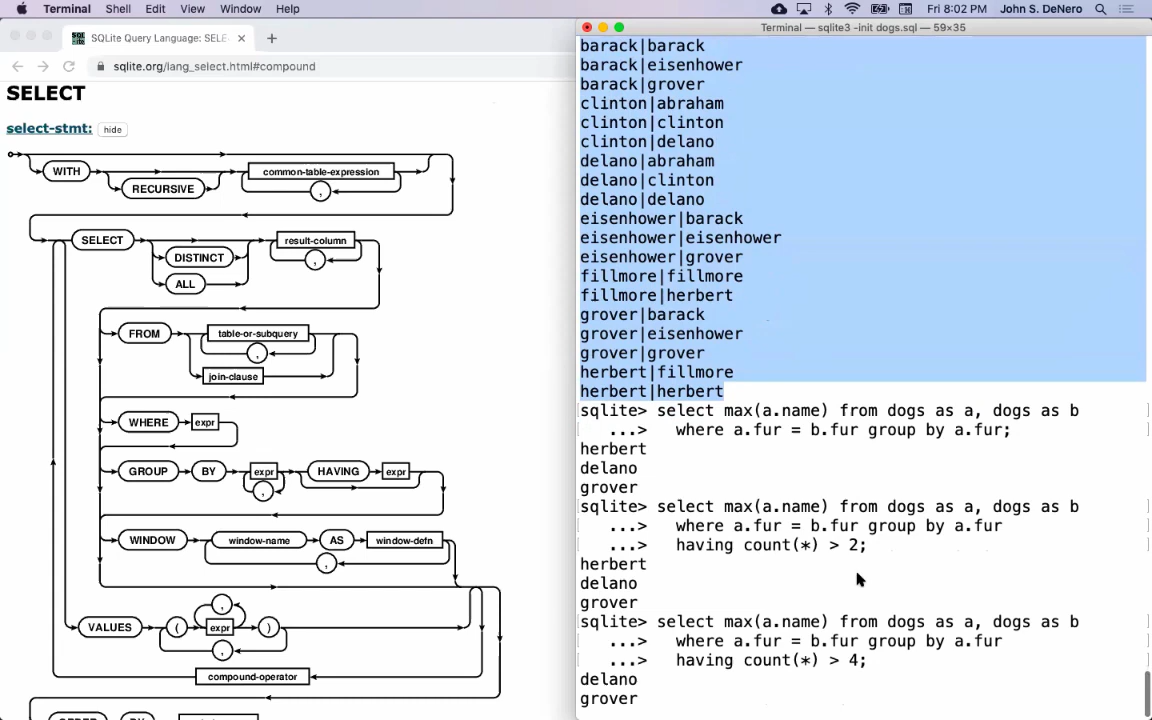 Terminal Shell Edit View Window Help
Fri 8:02 PM John S. DeNero
SQLite Query Language: SELE
sqlite.org/lang_select.html#compound
SELECT
select-stmt: hide
WITH
RECURSIVE
common-table-expression
,
SELECT
DISTINCT
ALL
result-column
,
FROM
table-or-subquery
,
join-clause
WHERE expr
GROUP BY expr HAVING expr
,
WINDOW window-name AS window-defn
,
VALUES ( expr )
,
,
compound-operator
Terminal — sqlite3 -init dogs.sql — 59×35
barack|barack
barack|eisenhower
barack|grover
clinton|abraham
clinton|clinton
clinton|delano
delano|abraham
delano|clinton
delano|delano
eisenhower|barack
eisenhower|eisenhower
eisenhower|grover
fillmore|fillmore
fillmore|herbert
grover|barack
grover|eisenhower
grover|grover
herbert|fillmore
herbert|herbert
sqlite> select max(a.name) from dogs as a, dogs as b
...> where a.fur = b.fur group by a.fur;
herbert
delano
grover
sqlite> select max(a.name) from dogs as a, dogs as b
...> where a.fur = b.fur group by a.fur
...> having count(*) > 2;
herbert
delano
grover
sqlite> select max(a.name) from dogs as a, dogs as b
...> where a.fur = b.fur group by a.fur
...> having count(*) > 4;
delano
grover